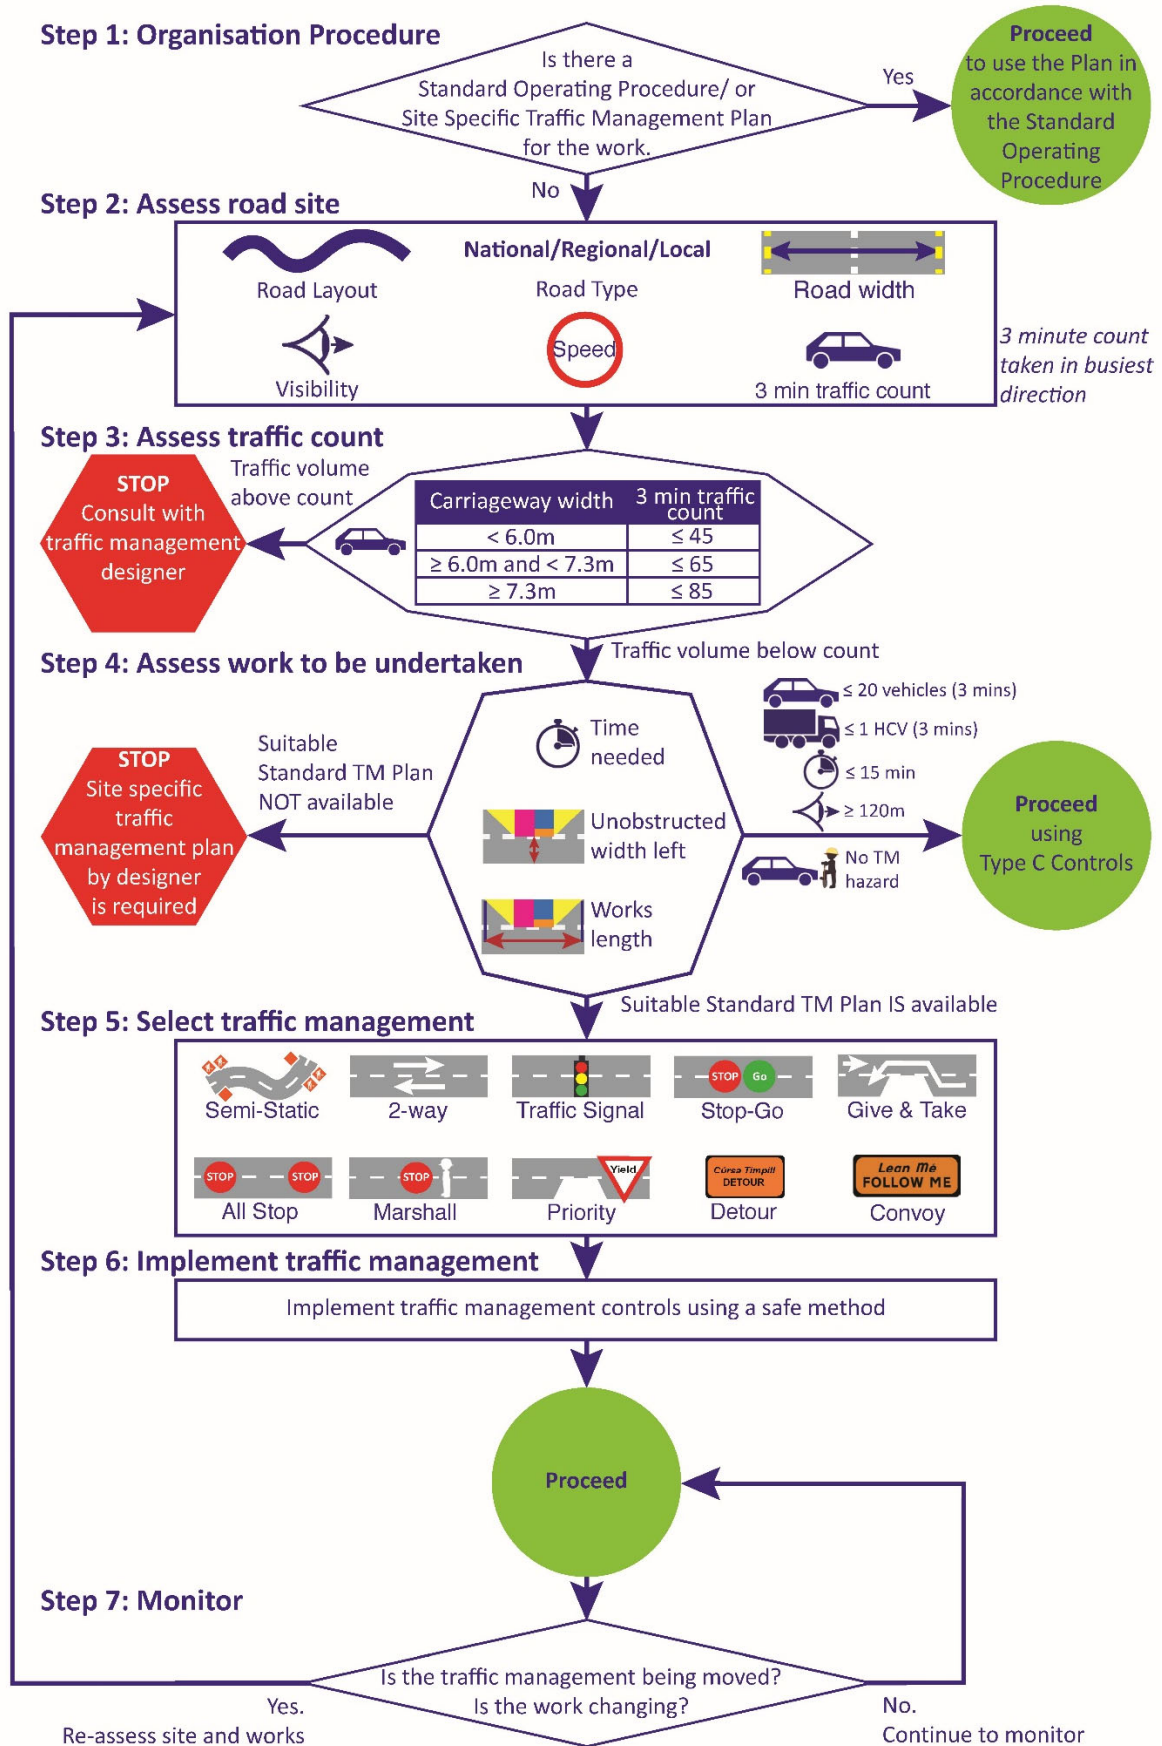 Step 1: Organisation Procedure
Is there a
Standard Operating Procedure/ or
Site Specific Traffic Management Plan
for the work.
Yes
Proceed
to use the Plan in
accordance with
the Standard
Operating
Procedure
No
Step 2: Assess road site
Road Layout
National/Regional/Local
Road Type
Road width
Visibility
Speed
3 min traffic count
3 minute count
taken in busiest
direction
Step 3: Assess traffic count
STOP
Consult with
traffic management
designer
Traffic volume
above count
Carriageway width
3 min traffic
count
< 6.0m
≤ 45
≥ 6.0m and < 7.3m
≤ 65
≥ 7.3m
≤ 85
Traffic volume below count
Step 4: Assess work to be undertaken
STOP
Site specific
traffic
management plan
by designer
is required
Suitable
Standard TM Plan
NOT available
Time
needed
Unobstructed
width left
Works
length
≤ 20 vehicles (3 mins)
≤ 1 HCV (3 mins)
≤ 15 min
≥ 120m
No TM
hazard
Proceed
using
Type C Controls
Suitable Standard TM Plan IS available
Step 5: Select traffic management
Semi-Static
2-way
Traffic Signal
STOP
Go
Stop-Go
Give & Take
STOP
STOP
All Stop
STOP
Marshall
Yield
Priority
Cúrsa Timpill
DETOUR
Detour
Lean Mé
FOLLOW ME
Convoy
Step 6: Implement traffic management
Implement traffic management controls using a safe method
Proceed
Step 7: Monitor
Is the traffic management being moved?
Is the work changing?
Yes.
Re-assess site and works
No.
Continue to monitor